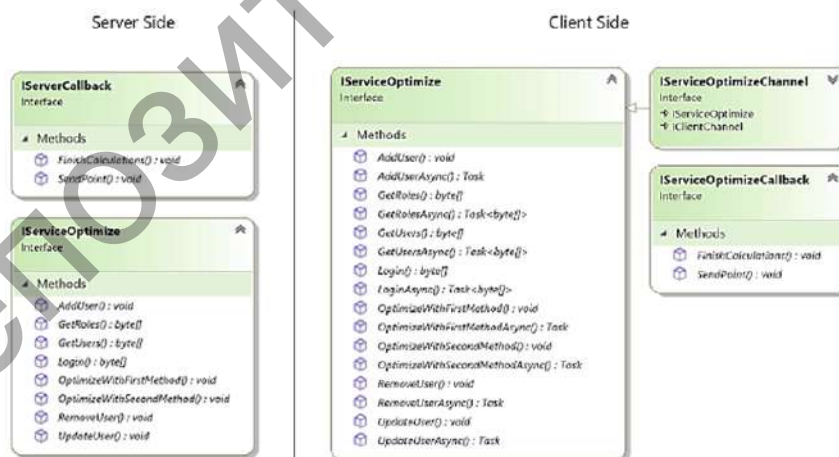 Server Side
Client Side
IServerCallback
Interface
Methods
FinishCalculations() : void
SendPoint() : void
IServiceOptimize
Interface
Methods
AddUser() : void
GetRoles() : byte[]
GetUsers() : byte[]
Login() : byte[]
OptimizeWithFirstMethod() : void
OptimizeWithSecondMethod() : void
RemoveUser() : void
UpdateUser() : void
IServiceOptimize
Interface
Methods
AddUser() : void
AddUserAsync() : Task
GetRoles() : byte[]
GetRolesAsync() : Task<byte[]>
GetUsers() : byte[]
GetUsersAsync() : Task<byte[]>
Login() : byte[]
LoginAsync() : Task<byte[]>
OptimizeWithFirstMethod() : void
OptimizeWithFirstMethodAsync() : Task
OptimizeWithSecondMethod() : void
OptimizeWithSecondMethodAsync() : Task
RemoveUser() : void
RemoveUserAsync() : Task
UpdateUser() : void
UpdateUserAsync() : Task
IServiceOptimizeChannel
Interface
IServiceOptimize
IClientChannel
IServiceOptimizeCallback
Interface
Methods
FinishCalculations() : void
SendPoint() : void
ЕПОЗИТ